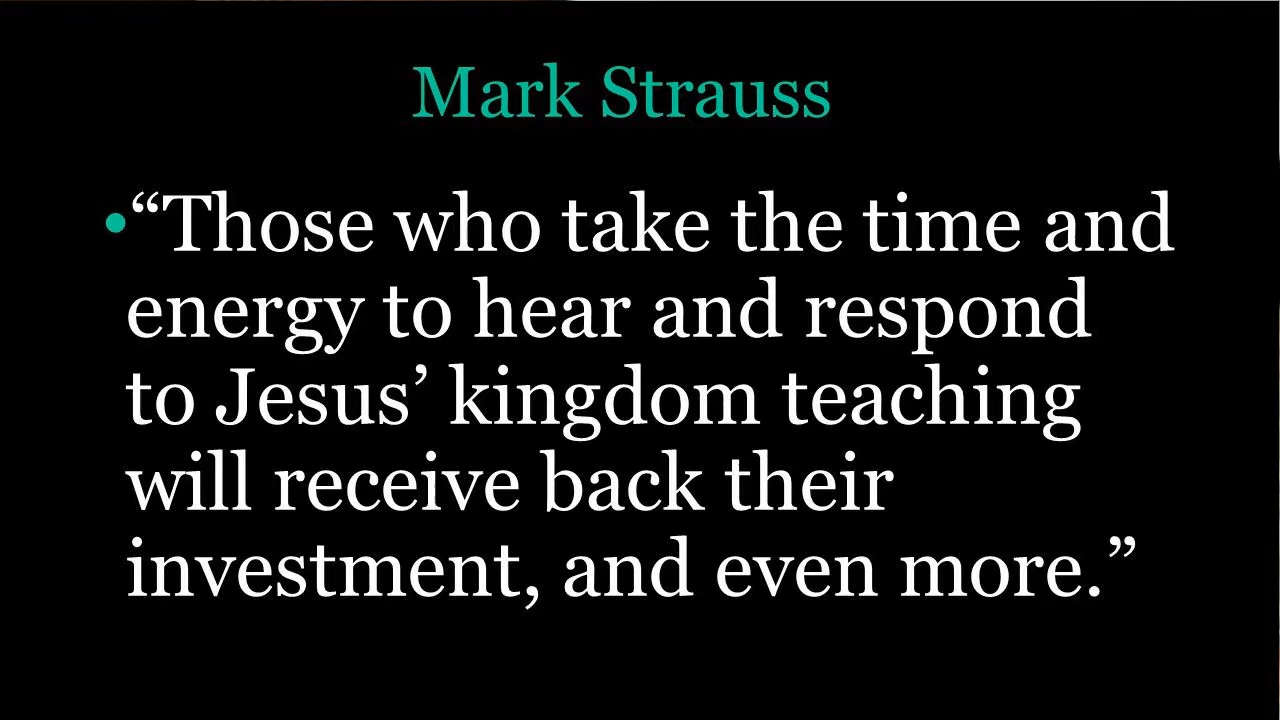 Mark Strauss
•“Those who take the time and
energy to hear and respond
to Jesus’ kingdom teaching
will receive back their
investment, and even more.”